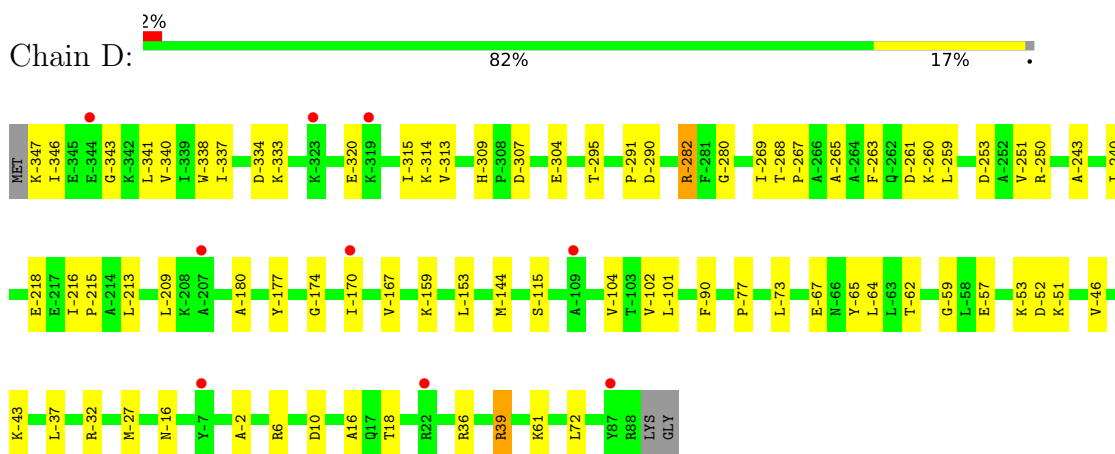 2%
Chain D:
82% 17% •
MET K-347 I-346 E-345 E-344 G-343 K-342 L-341 V-340 I-339 W-338 I-337 D-334 K-333 K-323 E-320 K-319 I-315 K-314 V-313 H-309 P-308 D-307 E-304 T-295 P-291 D-290 R-282 F-281 G-280 I-269 T-268 P-267 A-266 A-265 A-264 F-263 Q-262 D-261 K-260 L-259 D-253 A-252 V-251 R-250 A-243
E-218 E-217 I-216 P-215 A-214 L-213 L-209 K-208 A-207 A-180 Y-177 G-174 I-170 V-167 K-159 L-153 M-144 S-115 A-109 V-104 T-103 V-102 L-101 F-90 P-77 L-73 E-67 N-66 Y-65 L-64 L-63 T-62 G-59 L-58 E-57 K-53 D-52 K-51 V-46
K-43 L-37 R-32 M-27 N-16 Y-7 A-2 R6 D10 A16 Q17 T18 R22 R36 R39 K61 L72 Y87 R88 LYS GLY